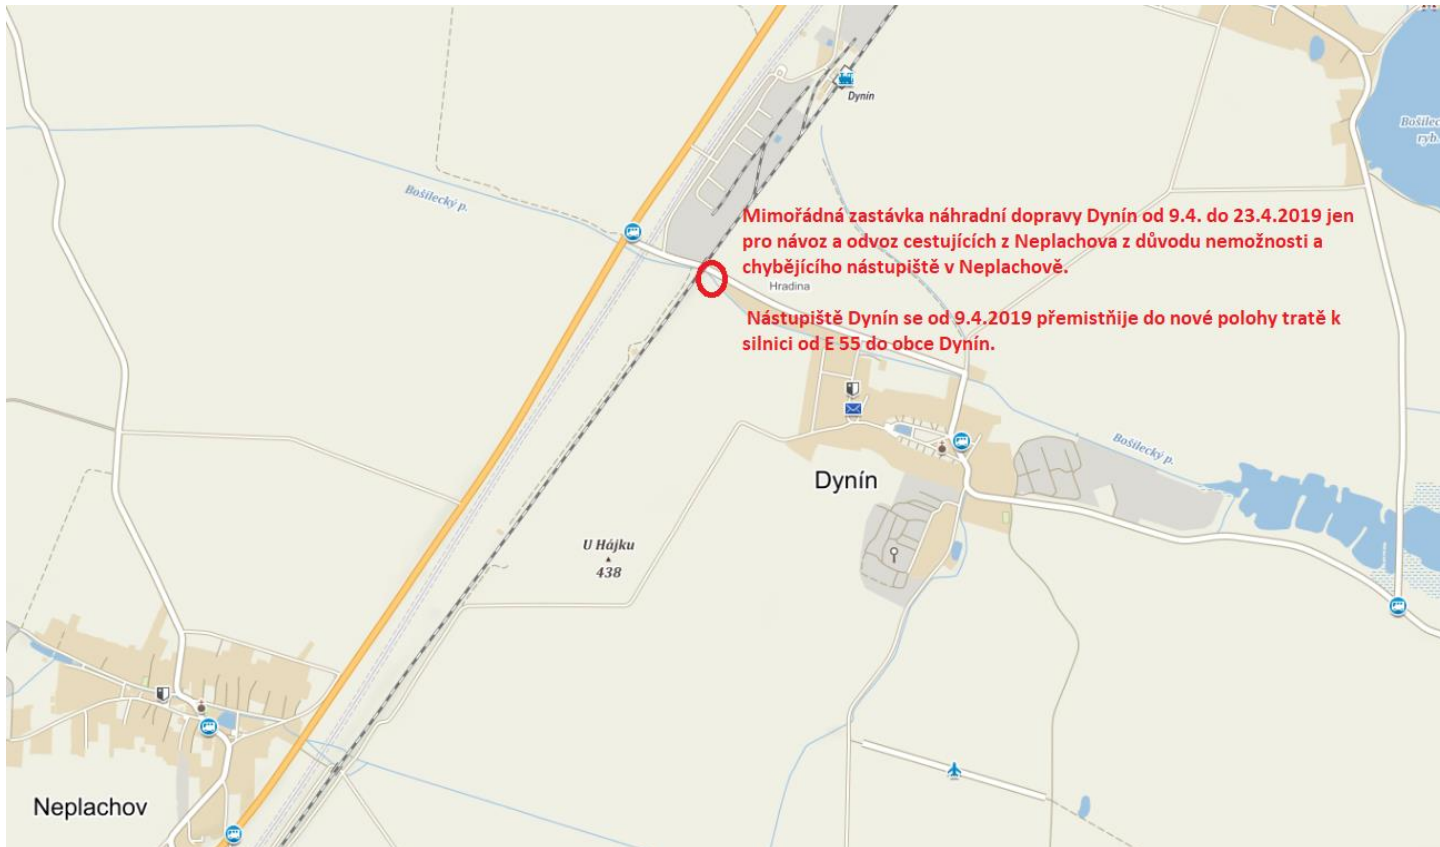 Dynín
Bošilec
ryb.
Bošilecký p.
Mimořádná zastávka náhradní dopravy Dynín od 9.4. do 23.4.2019 jen
pro návoz a odvoz cestujících z Neplachova z důvodu nemožnosti a
chybějícího nástupiště v Neplachově.
Hradina
Nástupiště Dynín se od 9.4.2019 přemistňije do nové polohy tratě k
silnici od E 55 do obce Dynín.
Bošilecký p.
Dynín
U Hájku
438
Neplachov